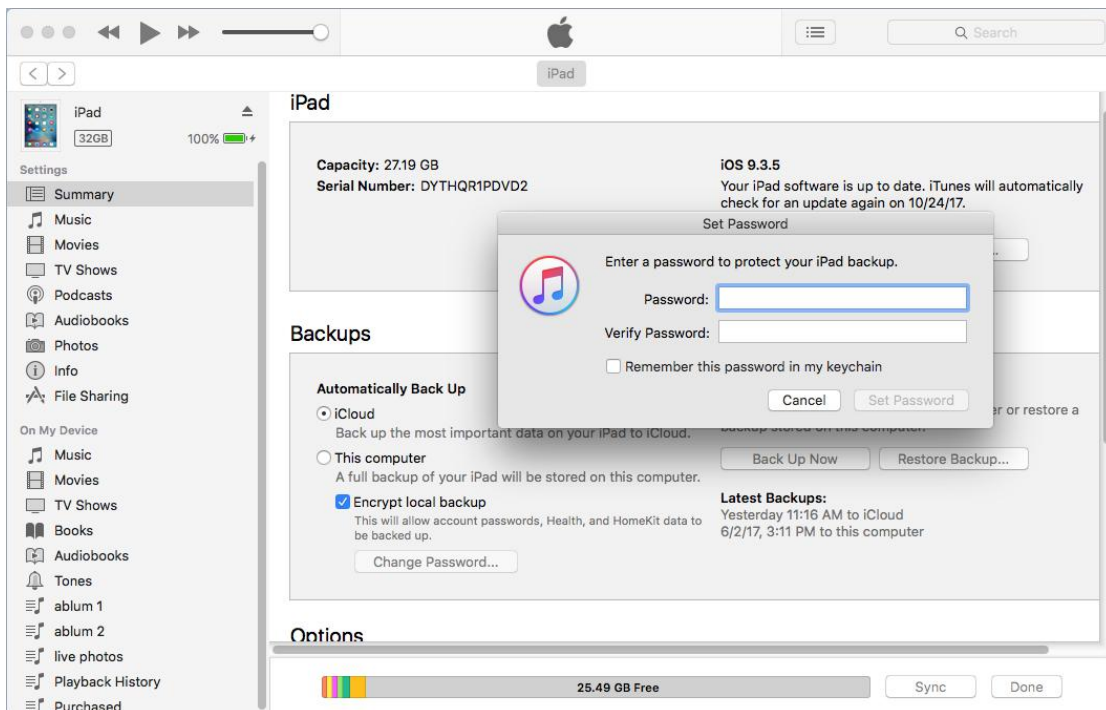 Search
iPad
iPad
32GB
100%
Settings
Summary
Music
Movies
TV Shows
Podcasts
Audiobooks
Photos
Info
File Sharing
On My Device
Music
Movies
TV Shows
Books
Audiobooks
Tones
ablum 1
ablum 2
live photos
Playback History
Purchased
iPad
Capacity: 27.19 GB
Serial Number: DYTHQR1PDVD2
iOS 9.3.5
Your iPad software is up to date. iTunes will automatically
check for an update again on 10/24/17.
Set Password
Enter a password to protect your iPad backup.
Password:
Verify Password:
Remember this password in my keychain
Cancel
Set Password
Backups
Automatically Back Up
iCloud
Back up the most important data on your iPad to iCloud.
This computer
A full backup of your iPad will be stored on this computer.
Encrypt local backup
This will allow account passwords, Health, and HomeKit data to
be backed up.
Change Password...
or restore a
backup stored on this computer.
Back Up Now
Restore Backup...
Latest Backups:
Yesterday 11:16 AM to iCloud
6/2/17, 3:11 PM to this computer
Options
25.49 GB Free
Sync
Done